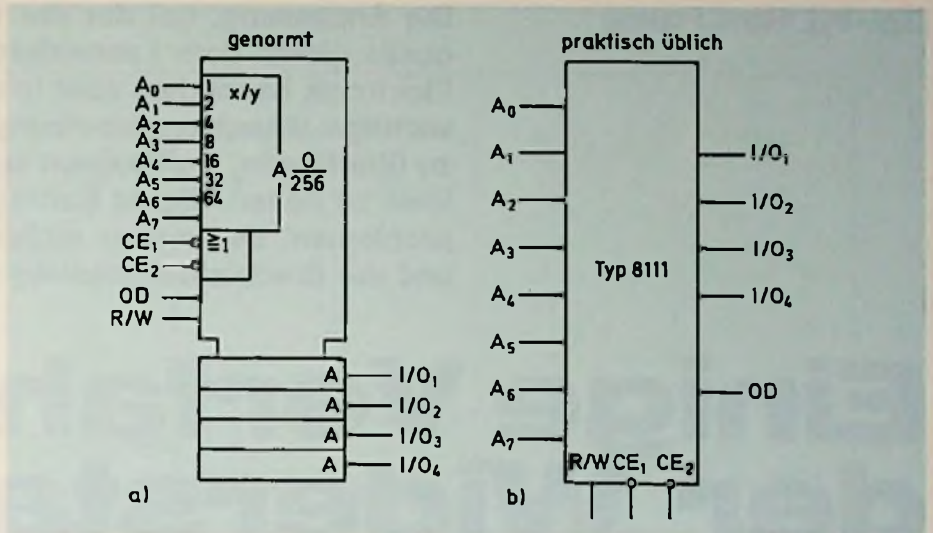 genormt
A₀ 1 x/y
A₁ 2
A₂ 4
A₃ 8
A₄ 16 A 0/256
A₅ 32
A₆ 64
A₇
CE₁ ≧1
CE₂
OD
R/W
A I/O₁
A I/O₂
A I/O₃
A I/O₄
a)
praktisch üblich
A₀
A₁ I/O₁
A₂ I/O₂
A₃ I/O₃
Typ 8111
A₄ I/O₄
A₅
A₆ OD
A₇
R/W CE₁ CE₂
b)